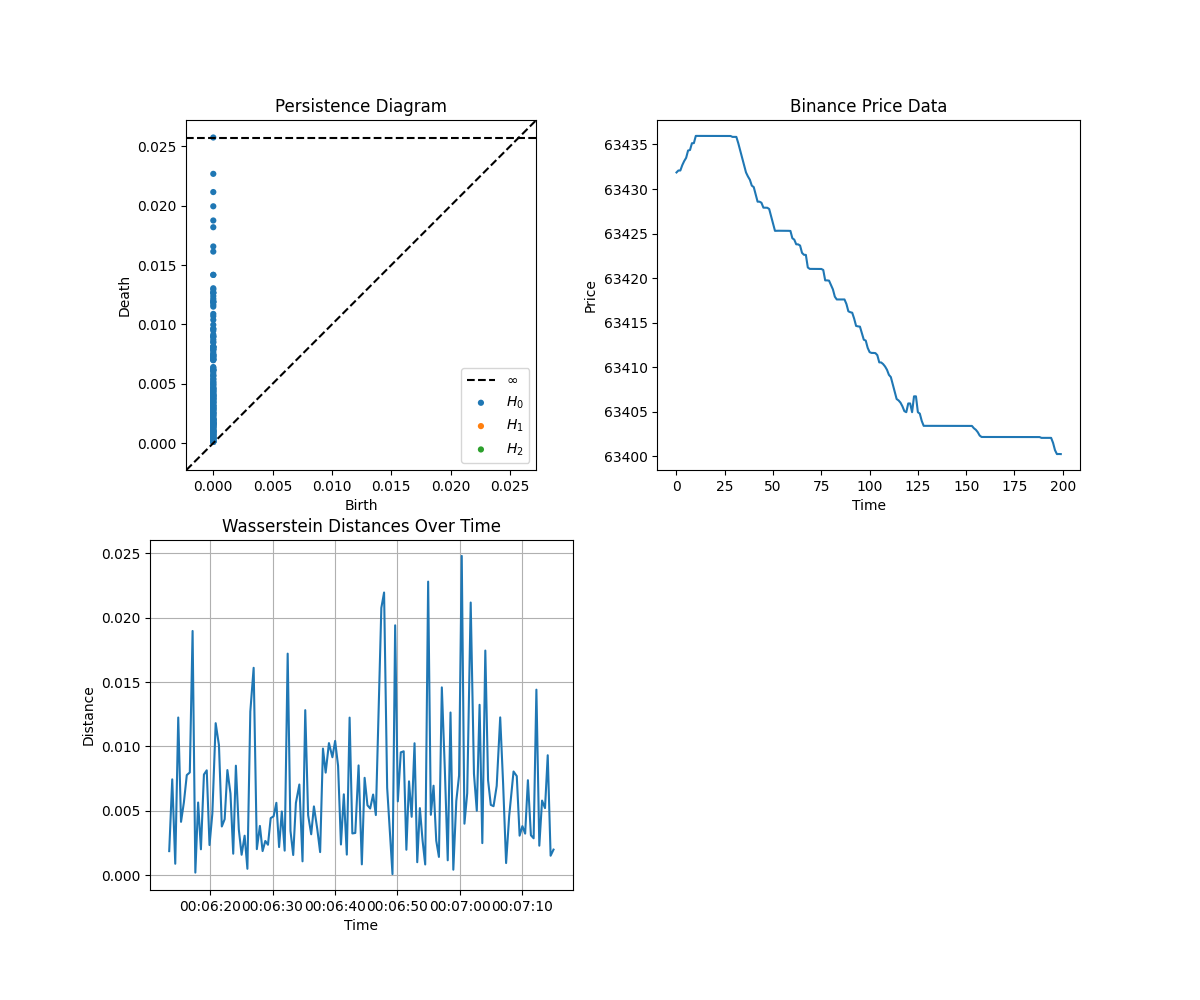 Persistence Diagram
0.025
0.020
0.015
0.010
0.005
0.000
Death
∞
H0
H1
H2
0.000 0.005 0.010 0.015 0.020 0.025
Birth
Binance Price Data
63435
63430
63425
63420
63415
63410
63405
63400
Price
0 25 50 75 100 125 150 175 200
Time
Wasserstein Distances Over Time
0.025
0.020
0.015
0.010
0.005
0.000
Distance
00:06:20 00:06:30 00:06:40 00:06:50 00:07:00 00:07:10
Time